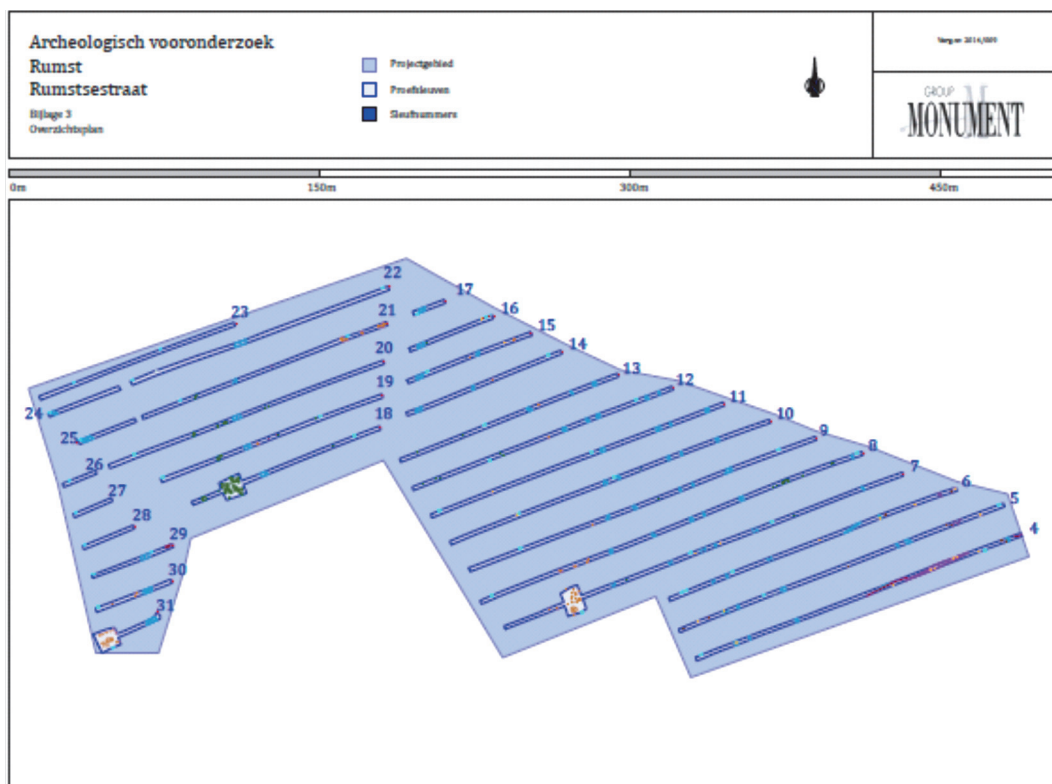 Archeologisch vooronderzoek
Rumst
Rumstsestraat
Bijlage 3
Overzichtsplan
Projectgebied
Proefsleuven
Sleufnummers
GROUP
MONUMENT
0m 150m 300m 450m
22
17
23
16
21
15
14
20
13
12
19
11
24
18
10
25
9
8
26
7
6
27
5
28
4
29
30
31